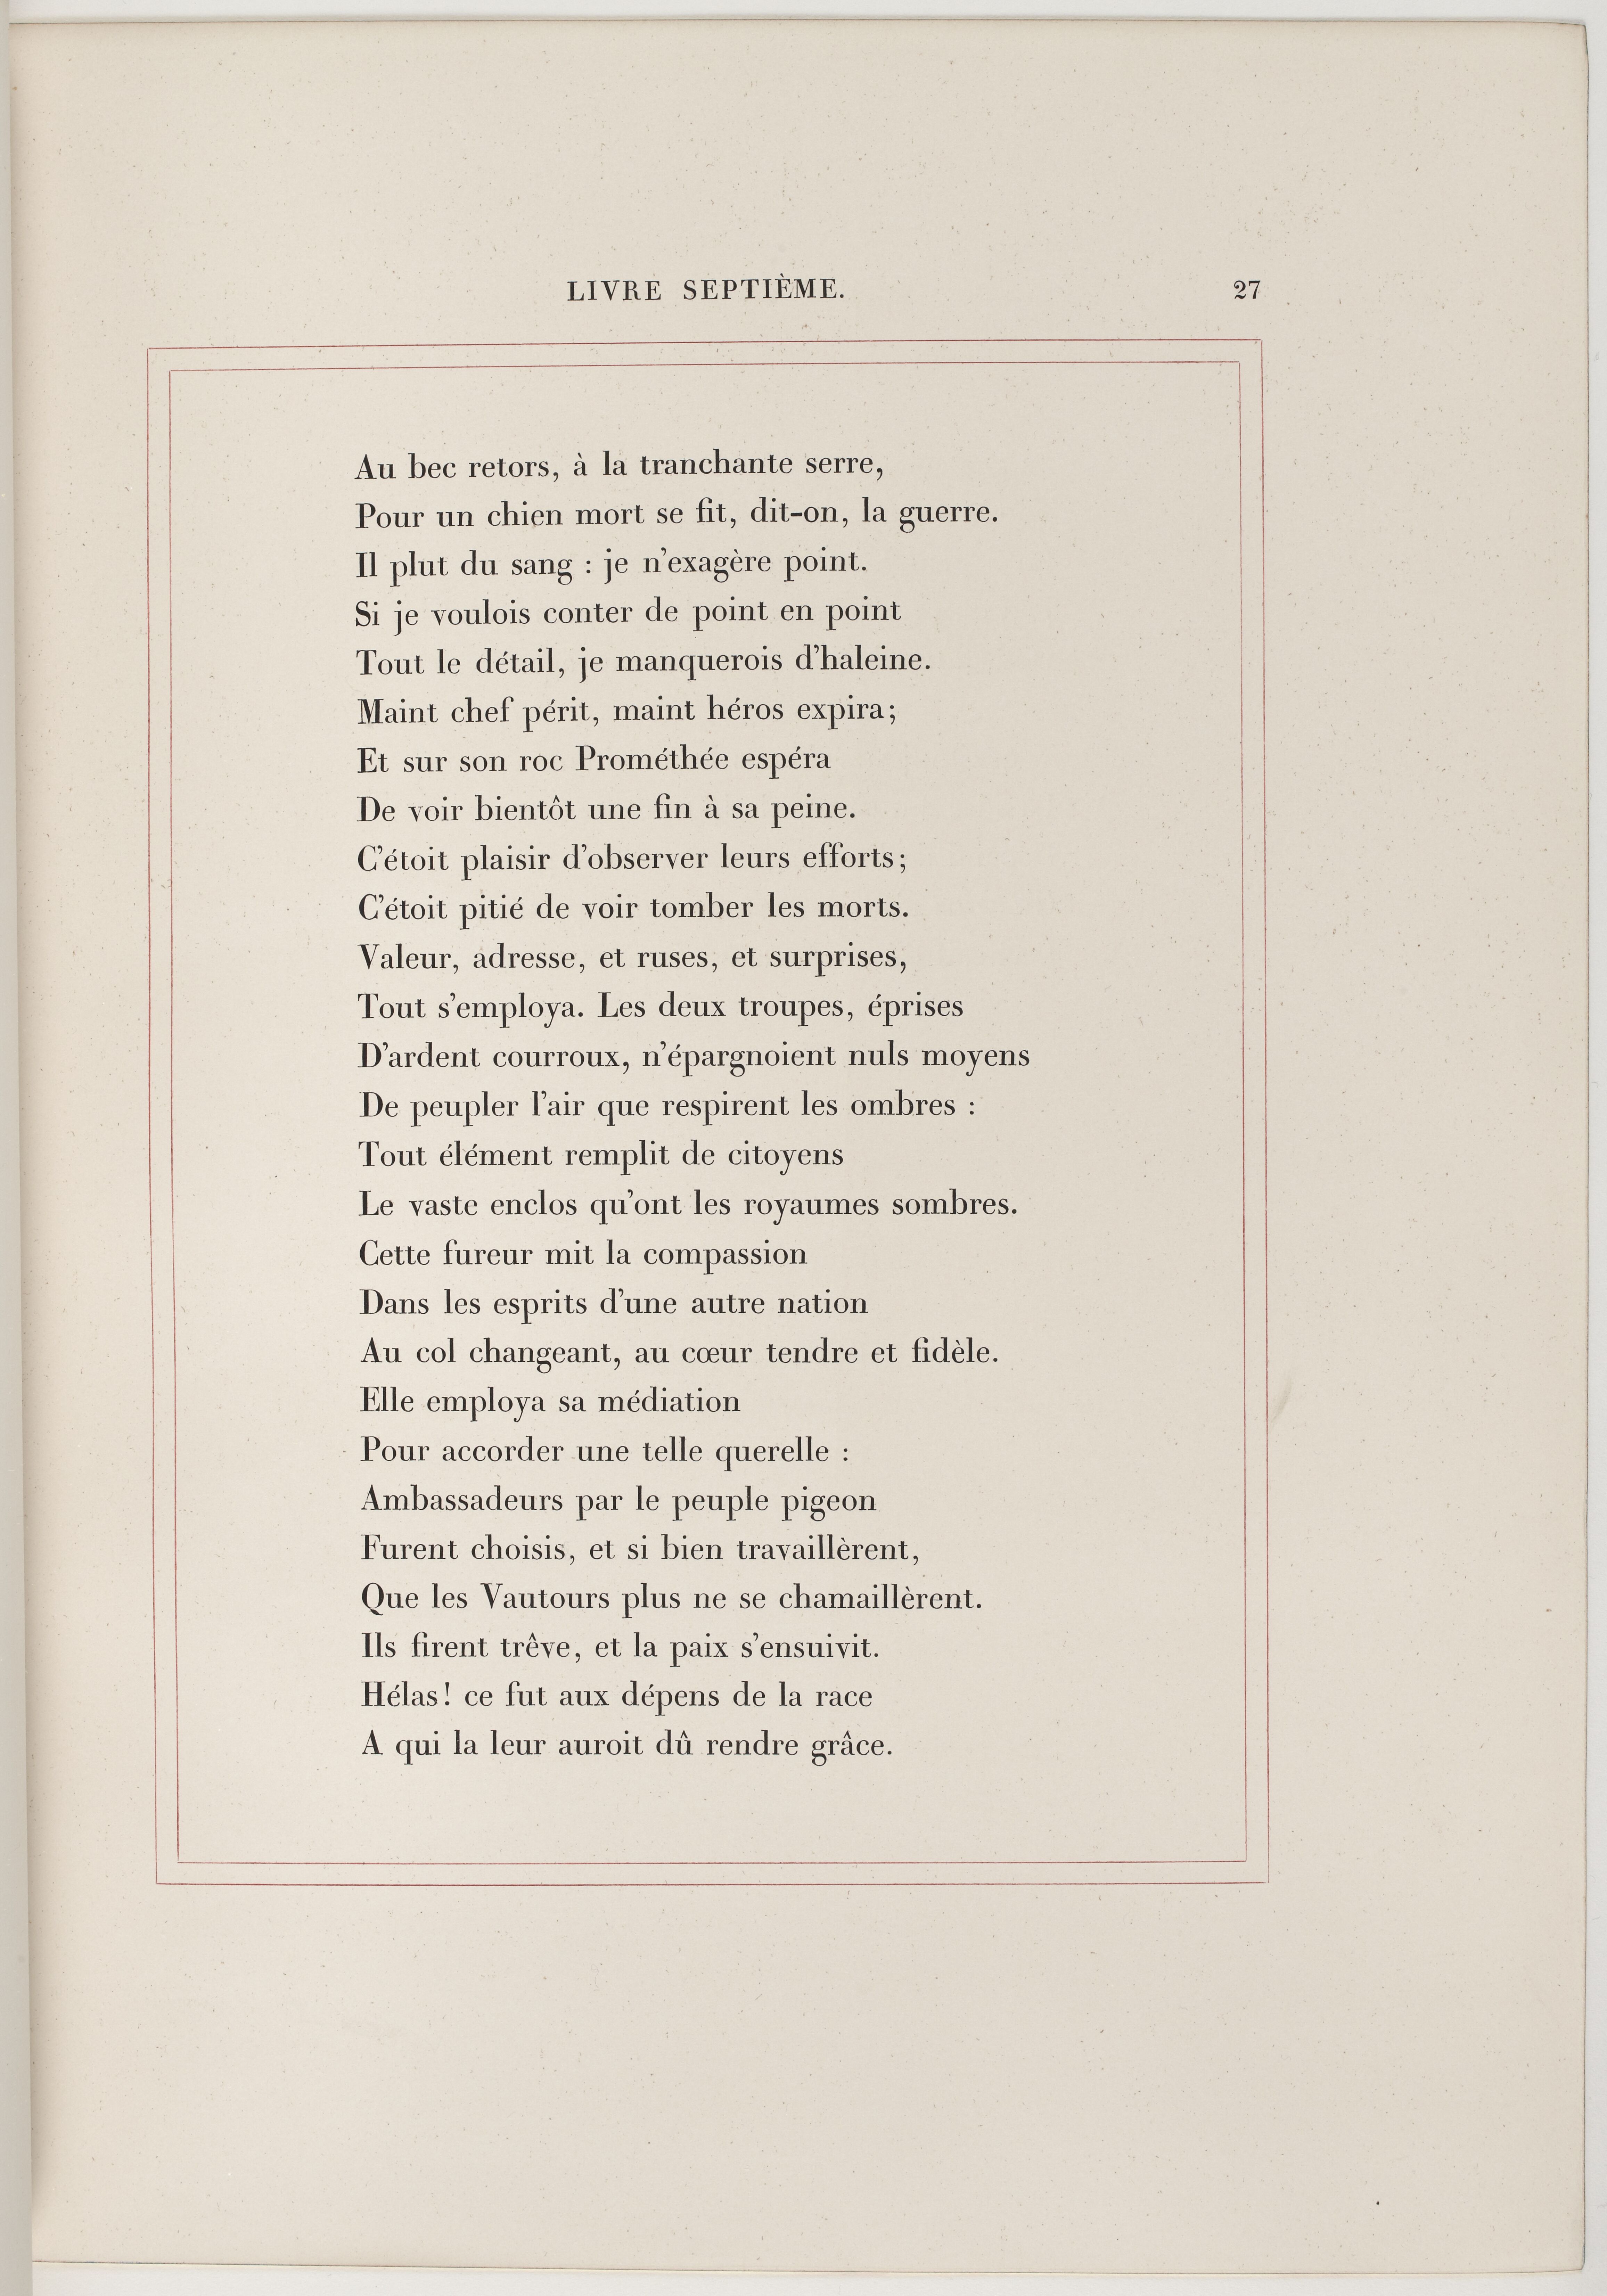 LIVRE SEPTIÈME. 27
Au bec retors, à la tranchante serre,
Pour un chien mort se fit, dit-on, la guerre.
Il plut du sang : je n'exagère point.
Si je voulois conter de point en point
Tout le détail, je manquerois d'haleine.
Maint chef périt, maint héros expira;
Et sur son roc Prométhée espéra
De voir bientôt une fin à sa peine.
C'étoit plaisir d'observer leurs efforts;
C'étoit pitié de voir tomber les morts.
Valeur, adresse, et ruses, et surprises,
Tout s'employa. Les deux troupes, éprises
D'ardent courroux, n'épargnoient nuls moyens
De peupler l'air que respirent les ombres :
Tout élément remplit de citoyens
Le vaste enclos qu'ont les royaumes sombres.
Cette fureur mit la compassion
Dans les esprits d'une autre nation
Au col changeant, au cœur tendre et fidèle.
Elle employa sa médiation
Pour accorder une telle querelle :
Ambassadeurs par le peuple pigeon
Furent choisis, et si bien travaillèrent,
Que les Vautours plus ne se chamaillèrent.
Ils firent trêve, et la paix s'ensuivit.
Hélas! ce fut aux dépens de la race
A qui la leur auroit dû rendre grâce.